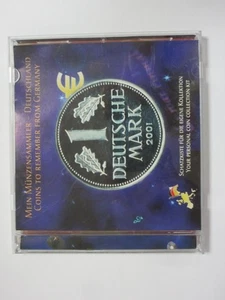 MEIN MÜNZENSAMMLER - DEUTSCHLAND
COINS TO REMEMBER FROM GERMANY
€
1
DEUTSCHE
MARK
2001
SCHATZKISTE FÜR DIE EIGENE KOLLEKTION
YOUR PERSONAL COIN COLLECTION KIT